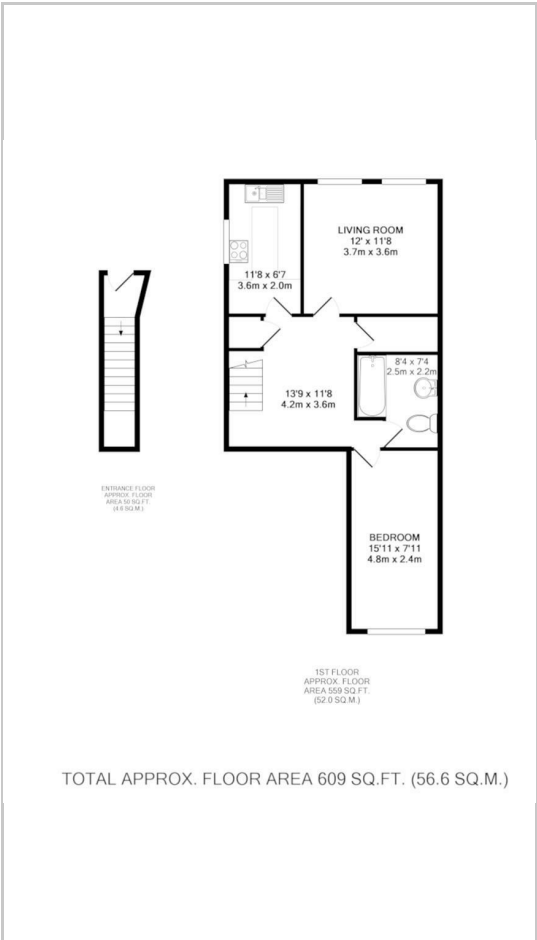 LIVING ROOM
12' x 11'8
3.7m x 3.6m
11'8 x 6'7
3.6m x 2.0m
8'4 x 7'4
2.5m x 2.2m
13'9 x 11'8
4.2m x 3.6m
ENTRANCE FLOOR
APPROX. FLOOR
AREA 50 SQ.FT.
(4.6 SQ.M.)
BEDROOM
15'11 x 7'11
4.8m x 2.4m
1ST FLOOR
APPROX. FLOOR
AREA 559 SQ.FT.
(52.0 SQ.M.)
TOTAL APPROX. FLOOR AREA 609 SQ.FT. (56.6 SQ.M.)